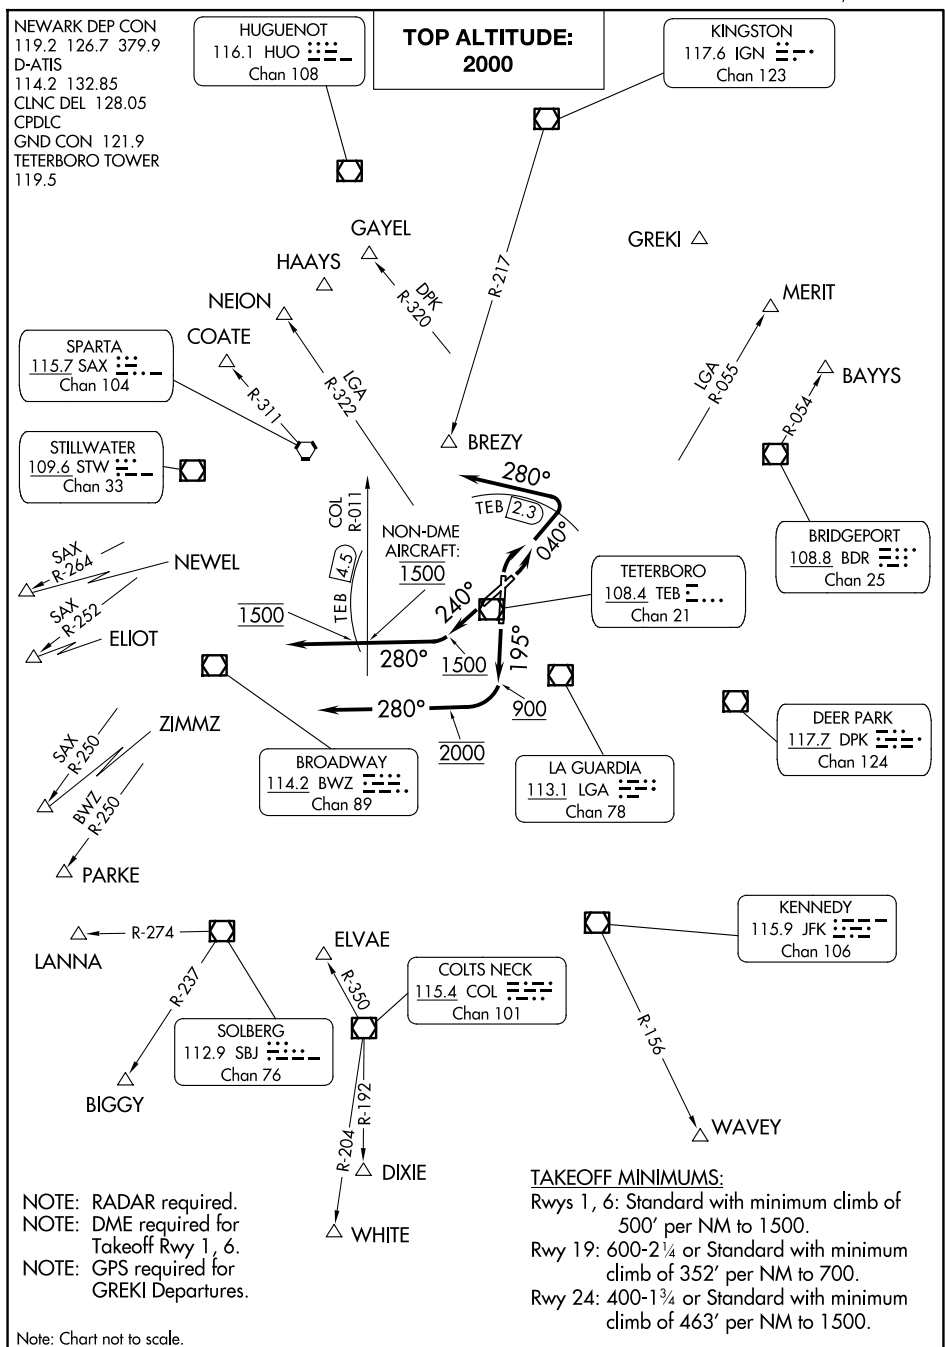 NEWARK DEP CON
119.2 126.7 379.9
D-ATIS
114.2 132.85
CLNC DEL 128.05
CPDLC
GND CON 121.9
TETERBORO TOWER
119.5
HUGUENOT
116.1 HUO
Chan 108
TOP ALTITUDE:
2000
KINGSTON
117.6 IGN
Chan 123
GAYEL
HAAYS
NEION
COATE
DPK
R-320
R-217
GREKI
MERIT
LGA
R-055
BAYYS
R-054
SPARTA
115.7 SAX
Chan 104
R-311
LGA
R-322
STILLWATER
109.6 STW
Chan 33
BREZY
280°
TEB 2.3
040°
COL
R-011
TEB 4.5
NON-DME
AIRCRAFT:
1500
BRIDGEPORT
108.8 BDR
Chan 25
SAX
R-264
NEWEL
SAX
R-252
ELIOT
TETERBORO
108.4 TEB
Chan 21
240°
1500
280°
1500
195°
900
280°
2000
ZIMMZ
SAX
R-250
BWZ
R-250
PARKE
BROADWAY
114.2 BWZ
Chan 89
LA GUARDIA
113.1 LGA
Chan 78
DEER PARK
117.7 DPK
Chan 124
KENNEDY
115.9 JFK
Chan 106
LANNA
R-274
R-237
BIGGY
SOLBERG
112.9 SBJ
Chan 76
ELVAE
R-350
COLTS NECK
115.4 COL
Chan 101
R-192
R-204
DIXIE
WHITE
R-156
WAVEY
NOTE: RADAR required.
NOTE: DME required for
Takeoff Rwy 1, 6.
NOTE: GPS required for
GREKI Departures.
TAKEOFF MINIMUMS:
Rwys 1, 6: Standard with minimum climb of
500' per NM to 1500.
Rwy 19: 600-2¼ or Standard with minimum
climb of 352' per NM to 700.
Rwy 24: 400-1¾ or Standard with minimum
climb of 463' per NM to 1500.
Note: Chart not to scale.